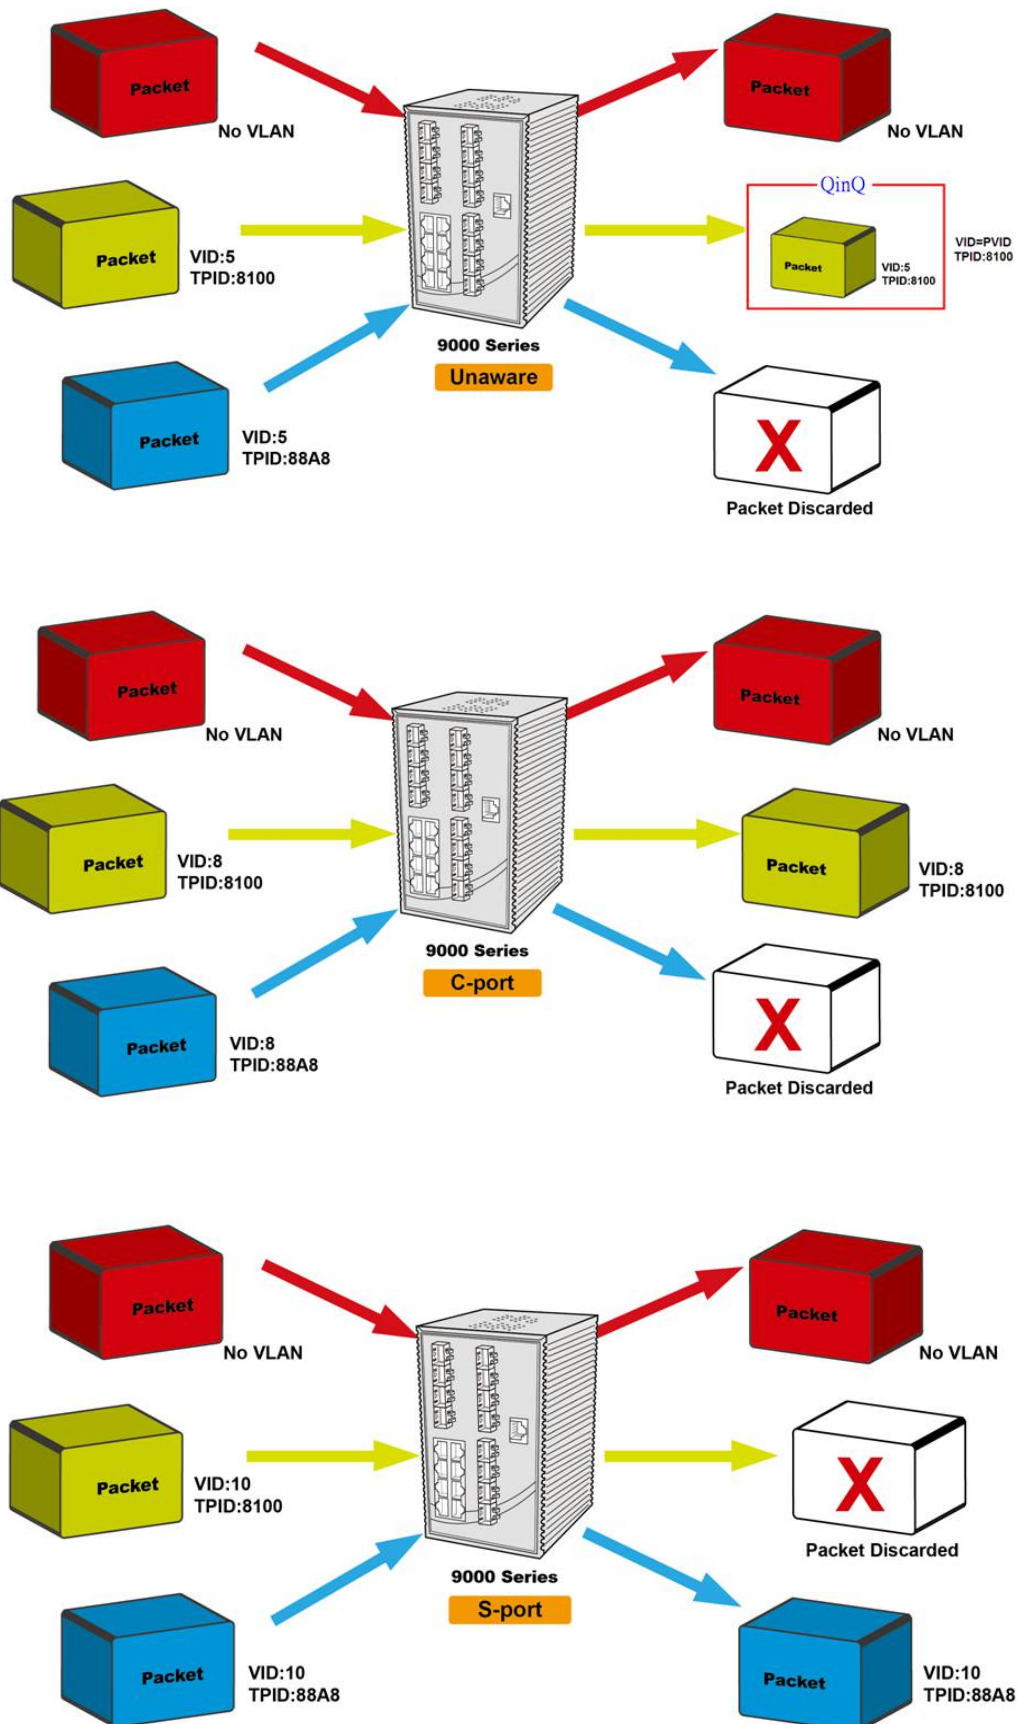 Packet
No VLAN
Packet
No VLAN
Packet
VID:5
TPID:8100
QinQ
Packet
VID:5
TPID:8100
VID=PVID
TPID:8100
9000 Series
Unaware
Packet
VID:5
TPID:88A8
X
Packet Discarded
Packet
No VLAN
Packet
No VLAN
Packet
VID:8
TPID:8100
Packet
VID:8
TPID:8100
9000 Series
C-port
Packet
VID:8
TPID:88A8
X
Packet Discarded
Packet
No VLAN
Packet
No VLAN
Packet
VID:10
TPID:8100
X
Packet Discarded
9000 Series
S-port
Packet
VID:10
TPID:88A8
Packet
VID:10
TPID:88A8